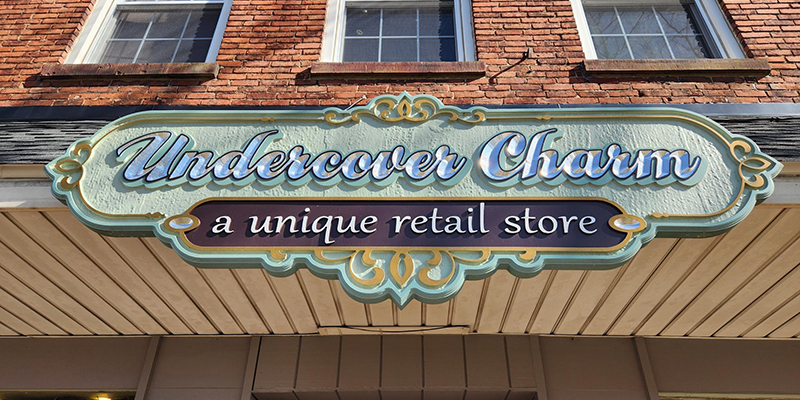 Undercover Charm
a unique retail store